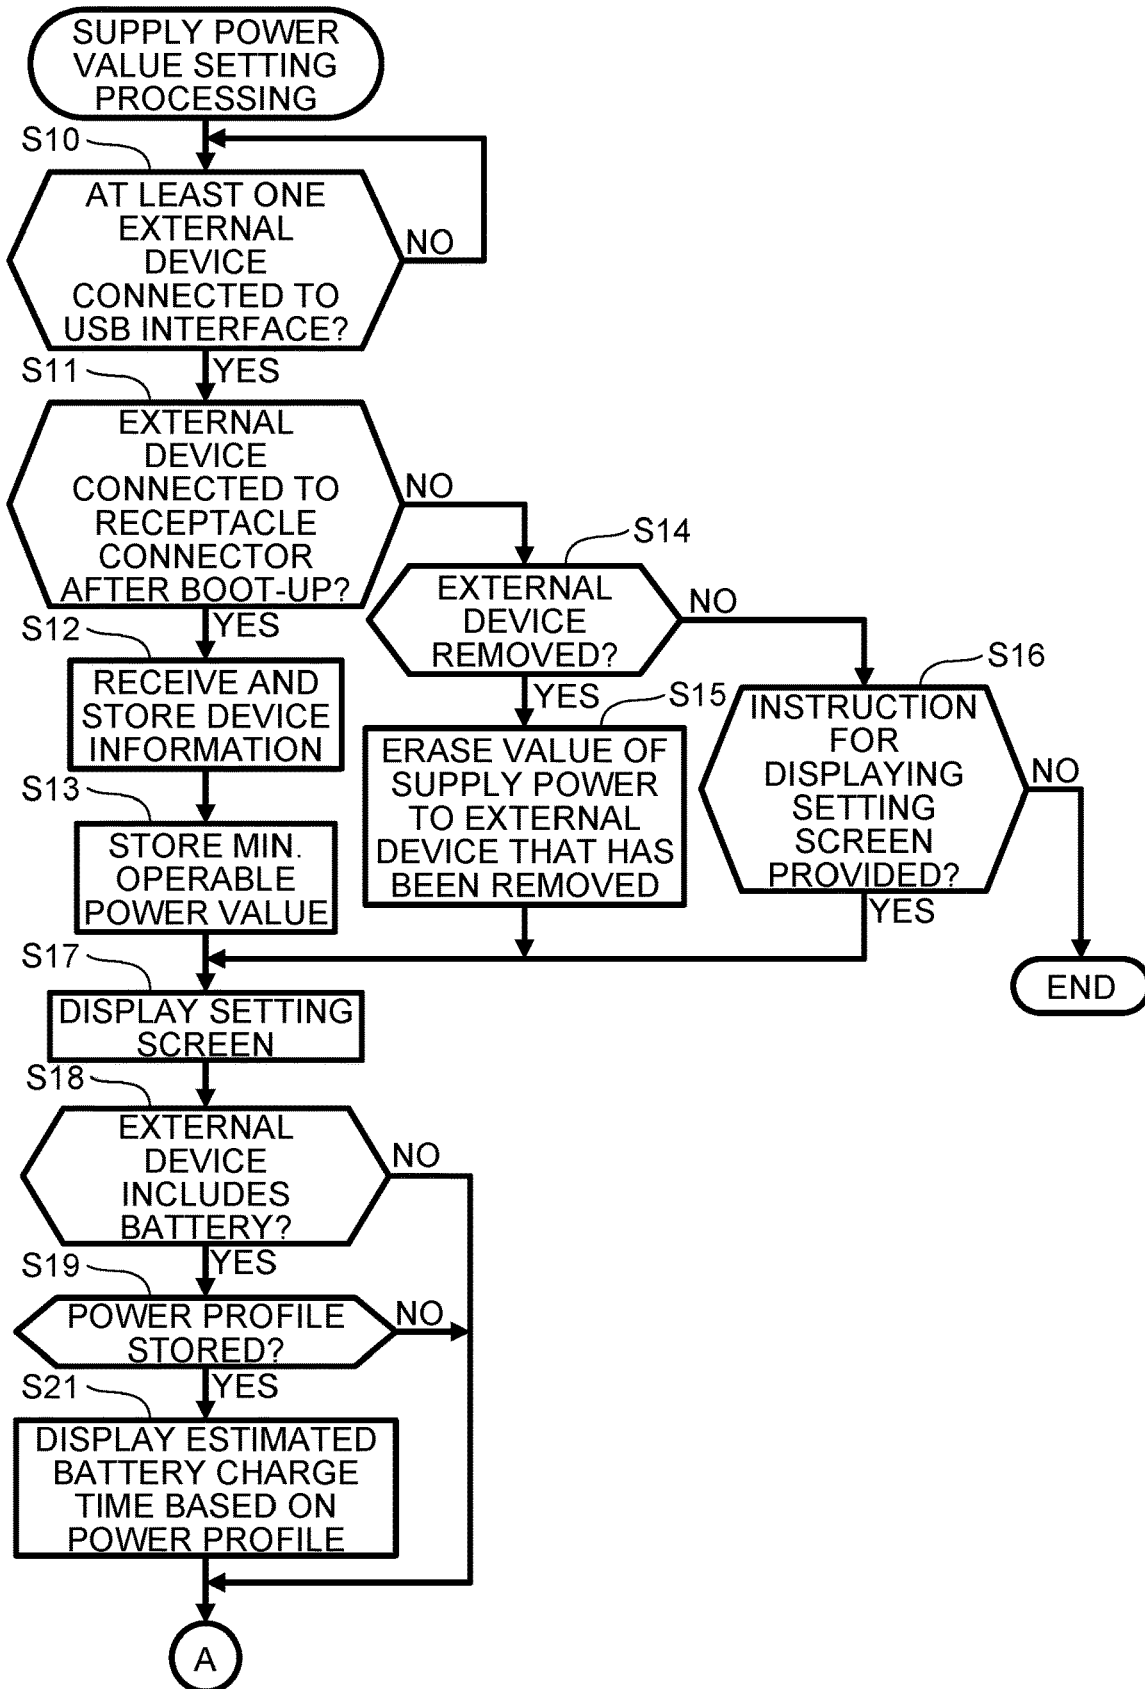 SUPPLY POWER
VALUE SETTING
PROCESSING
S10
AT LEAST ONE
EXTERNAL
DEVICE
CONNECTED TO
USB INTERFACE?
NO
YES
S11
EXTERNAL
DEVICE
CONNECTED TO
RECEPTACLE
CONNECTOR
AFTER BOOT-UP?
NO
YES
S12
RECEIVE AND
STORE DEVICE
INFORMATION
S13
STORE MIN.
OPERABLE
POWER VALUE
S14
EXTERNAL
DEVICE
REMOVED?
NO
YES
S15
ERASE VALUE OF
SUPPLY POWER
TO EXTERNAL
DEVICE THAT HAS
BEEN REMOVED
S16
INSTRUCTION
FOR
DISPLAYING
SETTING
SCREEN
PROVIDED?
NO
YES
END
S17
DISPLAY SETTING
SCREEN
S18
EXTERNAL
DEVICE
INCLUDES
BATTERY?
NO
YES
S19
POWER PROFILE
STORED?
NO
YES
S21
DISPLAY ESTIMATED
BATTERY CHARGE
TIME BASED ON
POWER PROFILE
A